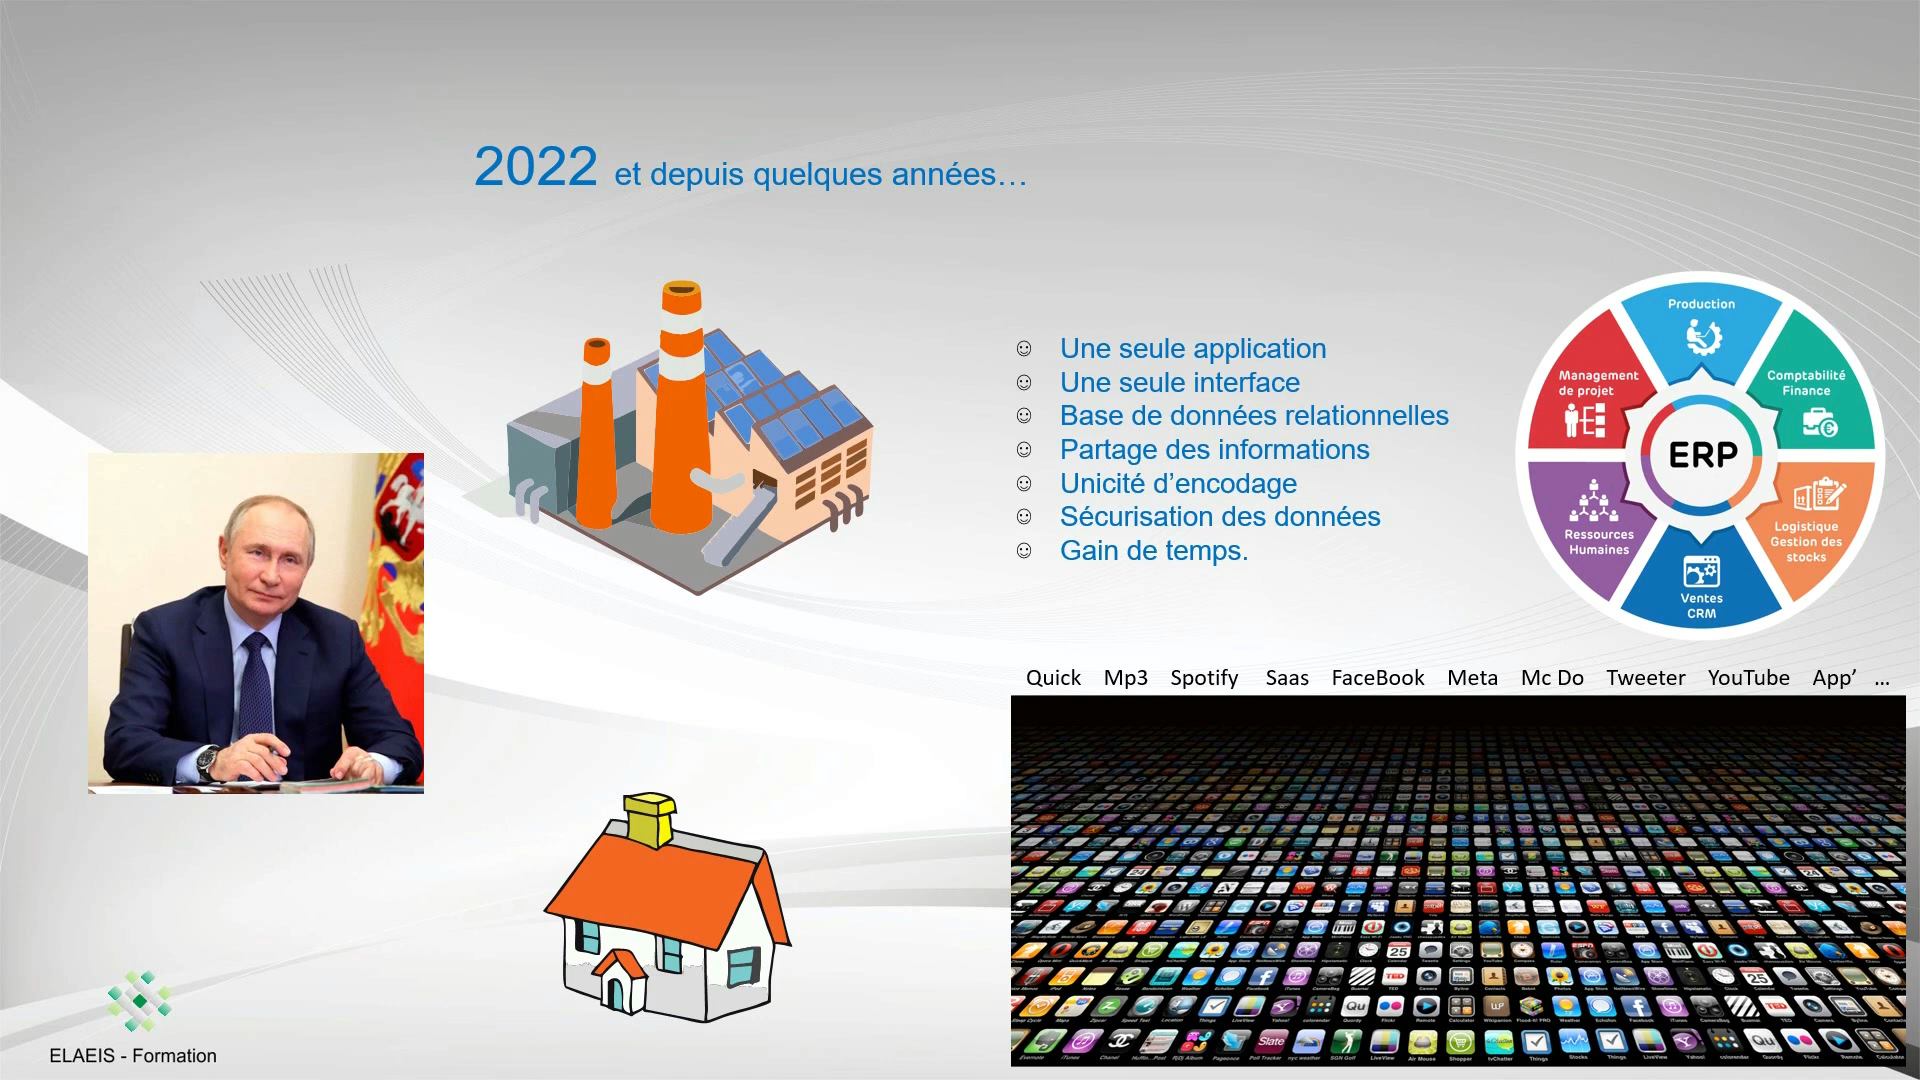 2022 et depuis quelques années…
Une seule application
Une seule interface
Base de données relationnelles
Partage des informations
Unicité d’encodage
Sécurisation des données
Gain de temps.
Production
Management
de projet
Comptabilité
Finance
ERP
Ressources
Humaines
Logistique
Gestion des
stocks
Ventes
CRM
Quick Mp3 Spotify Saas FaceBook Meta Mc Do Tweeter YouTube App’ ...
ELAEIS - Formation